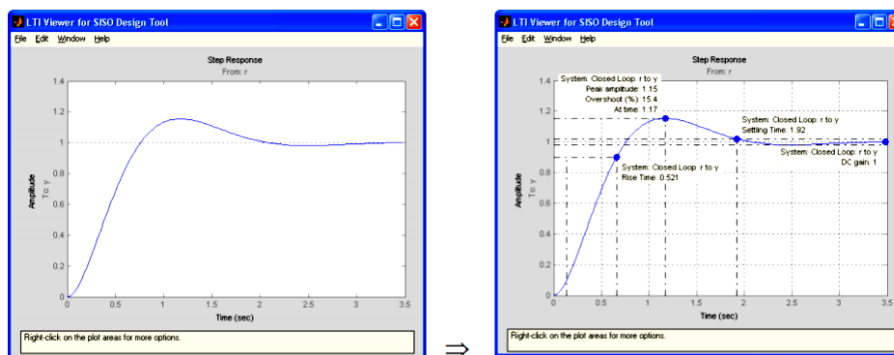 LTI Viewer for SISO Design Tool
File Edit Window Help
Step Response
From: r
1.4
1.2
1
0.8
0.6
0.4
0.2
0
Amplitude
To: y
0 0.5 1 1.5 2 2.5 3 3.5
Time (sec)
Right-click on the plot areas for more options.
⇒
LTI Viewer for SISO Design Tool
File Edit Window Help
Step Response
From: r
1.4
1.2
1
0.8
0.6
0.4
0.2
0
Amplitude
To: y
System: Closed Loop: r to y
Peak amplitude: 1.15
Overshoot (%): 15.4
At time: 1.17
System: Closed Loop: r to y
Settling Time: 1.92
System: Closed Loop: r to y
DC gain: 1
System: Closed Loop: r to y
Rise Time: 0.521
0 0.5 1 1.5 2 2.5 3 3.5
Time (sec)
Right-click on the plot areas for more options.